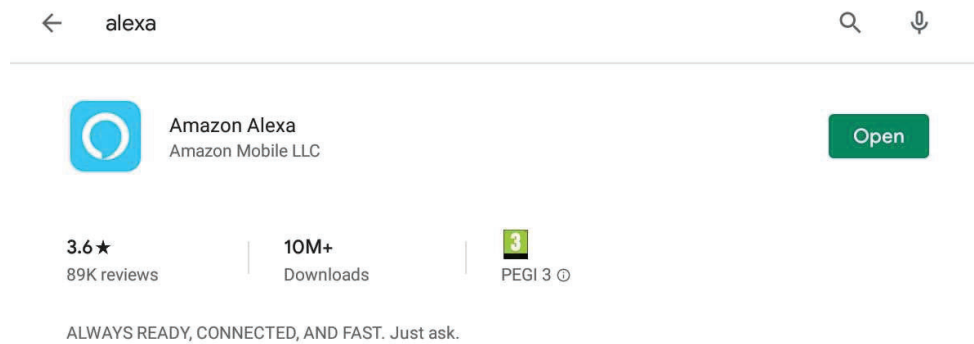 alexa
Amazon Alexa
Amazon Mobile LLC
Open
3.6★
89K reviews
10M+
Downloads
3
PEGI 3
ALWAYS READY, CONNECTED, AND FAST. Just ask.